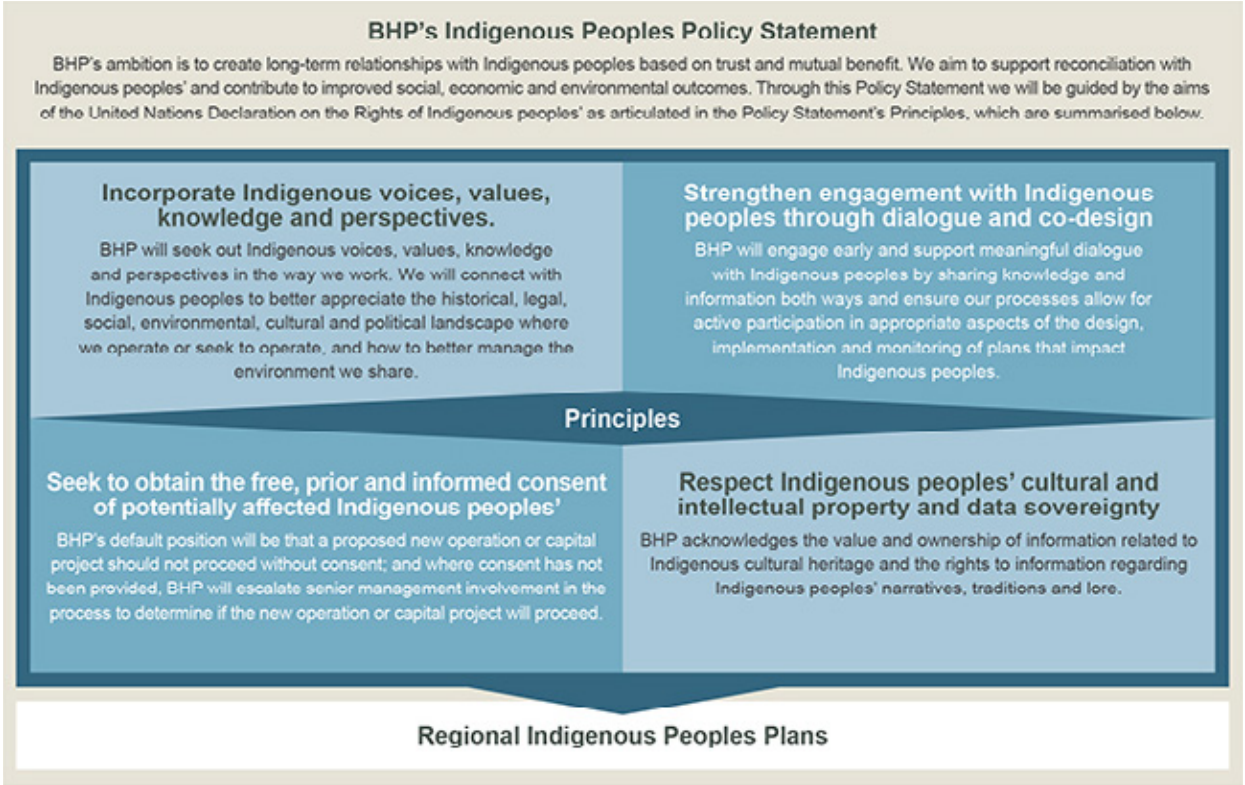 BHP's Indigenous Peoples Policy Statement
BHP's ambition is to create long-term relationships with Indigenous peoples based on trust and mutual benefit. We aim to support reconciliation with
Indigenous peoples' and contribute to improved social, economic and environmental outcomes. Through this Policy Statement we will be guided by the aims
of the United Nations Declaration on the Rights of Indigenous peoples' as articulated in the Policy Statement's Principles, which are summarised below.
Incorporate Indigenous voices, values,
knowledge and perspectives.
BHP will seek out Indigenous voices, values, knowledge
and perspectives in the way we work. We will connect with
Indigenous peoples to better appreciate the historical, legal,
social, environmental, cultural and political landscape where
we operate or seek to operate, and how to better manage the
environment we share.
Strengthen engagement with Indigenous
peoples through dialogue and co-design
BHP will engage early and support meaningful dialogue
with Indigenous peoples by sharing knowledge and
information both ways and ensure our processes allow for
active participation in appropriate aspects of the design,
implementation and monitoring of plans that impact
Indigenous peoples.
Principles
Seek to obtain the free, prior and informed consent
of potentially affected Indigenous peoples'
BHP's default position will be that a proposed new operation or capital
project should not proceed without consent; and where consent has not
been provided, BHP will escalate senior management involvement in the
process to determine if the new operation or capital project will proceed.
Respect Indigenous peoples' cultural and
intellectual property and data sovereignty
BHP acknowledges the value and ownership of information related to
Indigenous cultural heritage and the rights to information regarding
Indigenous peoples' narratives, traditions and lore.
Regional Indigenous Peoples Plans